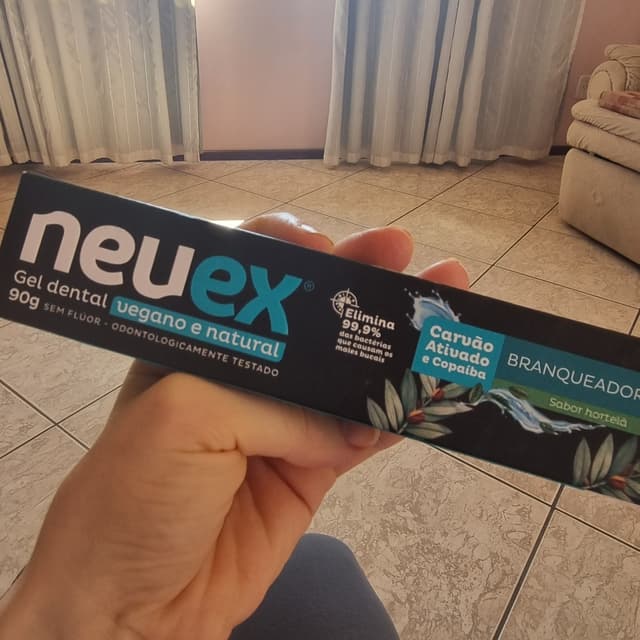 neuex®
Gel dental
vegano e natural
90g SEM FLÚOR - ODONTOLOGICAMENTE TESTADO
Elimina
99,9%
das bactérias
que causam os
males bucais
Carvão
Ativado
e Copaíba
BRANQUEADOR
Sabor hortelã